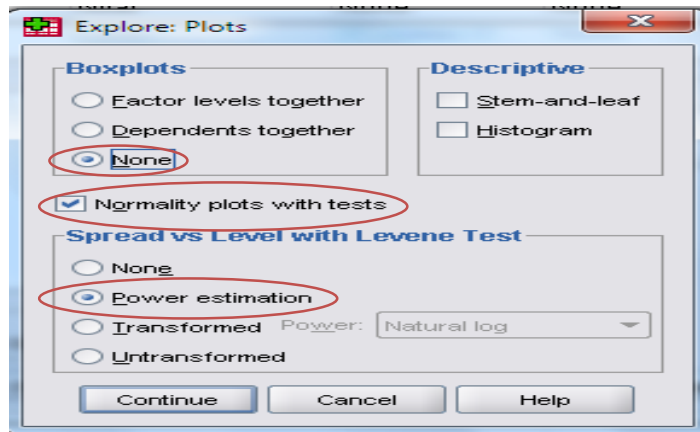 Explore: Plots
Boxplots
Factor levels together
Dependents together
None
Descriptive
Stem-and-leaf
Histogram
Normality plots with tests
Spread vs Level with Levene Test
None
Power estimation
Transformed Power: Natural log
Untransformed
Continue Cancel Help